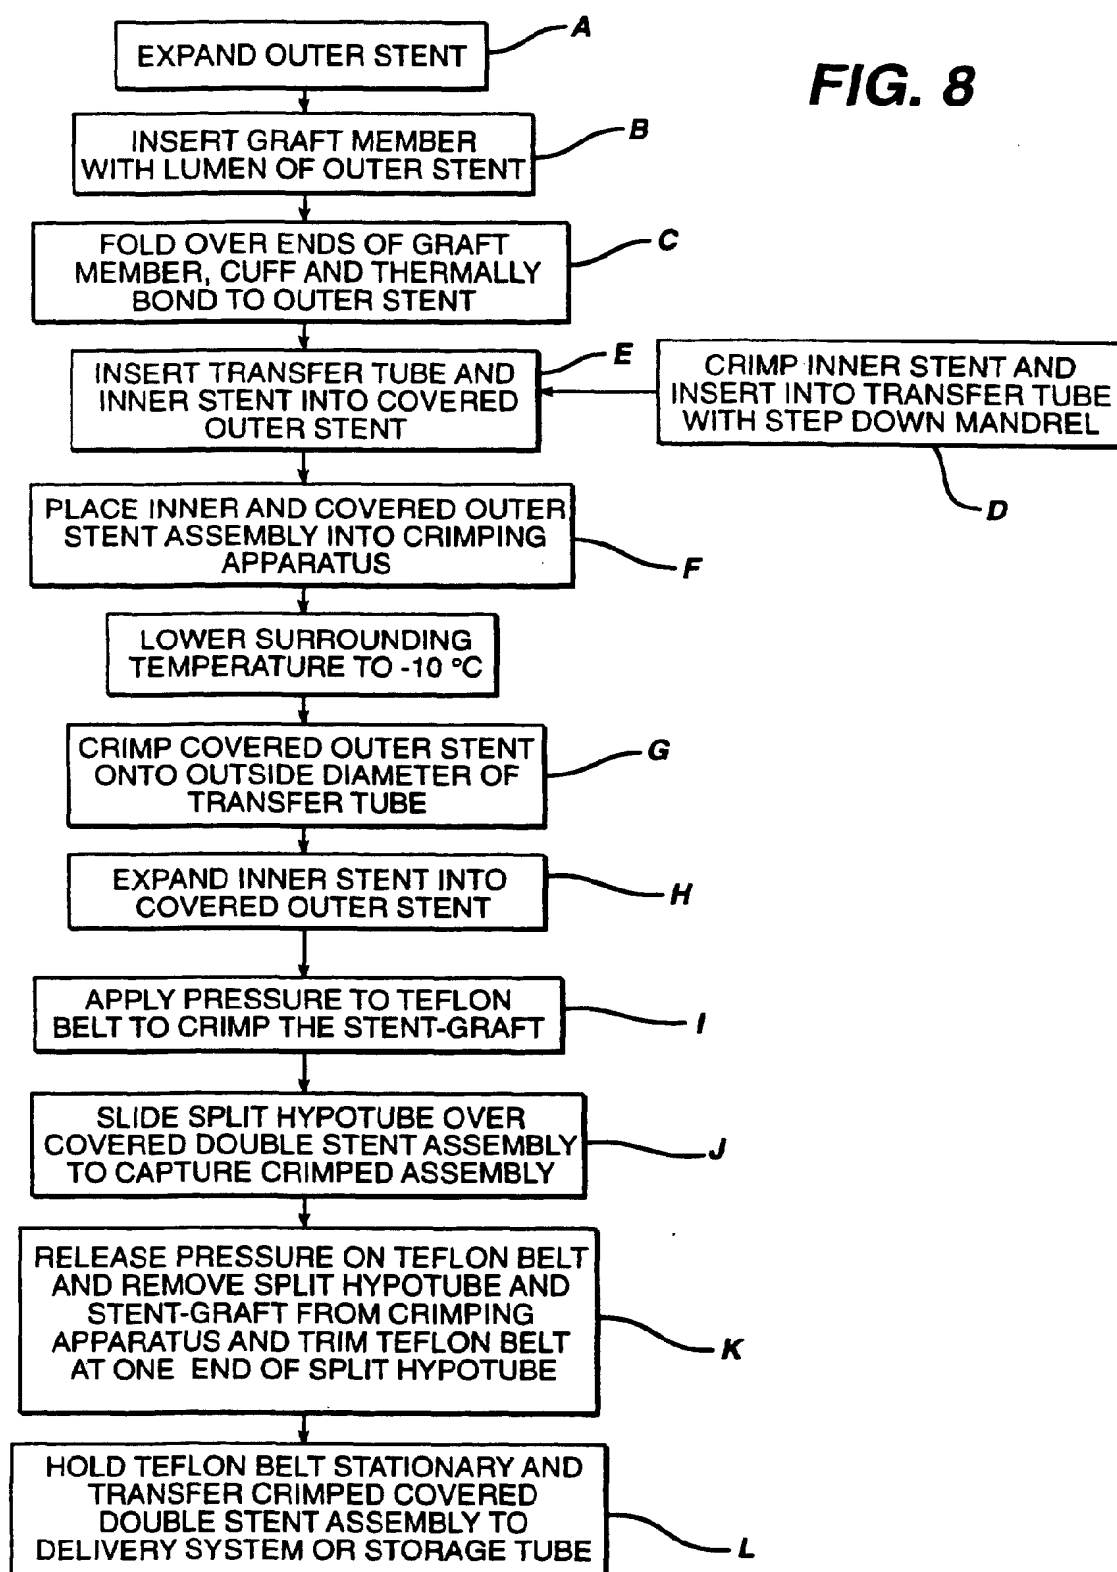 FIG. 8
EXPAND OUTER STENT
A
INSERT GRAFT MEMBER
WITH LUMEN OF OUTER STENT
B
FOLD OVER ENDS OF GRAFT
MEMBER, CUFF AND THERMALLY
BOND TO OUTER STENT
C
INSERT TRANSFER TUBE AND
INNER STENT INTO COVERED
OUTER STENT
E
CRIMP INNER STENT AND
INSERT INTO TRANSFER TUBE
WITH STEP DOWN MANDREL
D
PLACE INNER AND COVERED OUTER
STENT ASSEMBLY INTO CRIMPING
APPARATUS
F
LOWER SURROUNDING
TEMPERATURE TO -10 °C
CRIMP COVERED OUTER STENT
ONTO OUTSIDE DIAMETER OF
TRANSFER TUBE
G
EXPAND INNER STENT INTO
COVERED OUTER STENT
H
APPLY PRESSURE TO TEFLON
BELT TO CRIMP THE STENT-GRAFT
I
SLIDE SPLIT HYPOTUBE OVER
COVERED DOUBLE STENT ASSEMBLY
TO CAPTURE CRIMPED ASSEMBLY
J
RELEASE PRESSURE ON TEFLON BELT
AND REMOVE SPLIT HYPOTUBE AND
STENT-GRAFT FROM CRIMPING
APPARATUS AND TRIM TEFLON BELT
AT ONE END OF SPLIT HYPOTUBE
K
HOLD TEFLON BELT STATIONARY AND
TRANSFER CRIMPED COVERED
DOUBLE STENT ASSEMBLY TO
DELIVERY SYSTEM OR STORAGE TUBE
L